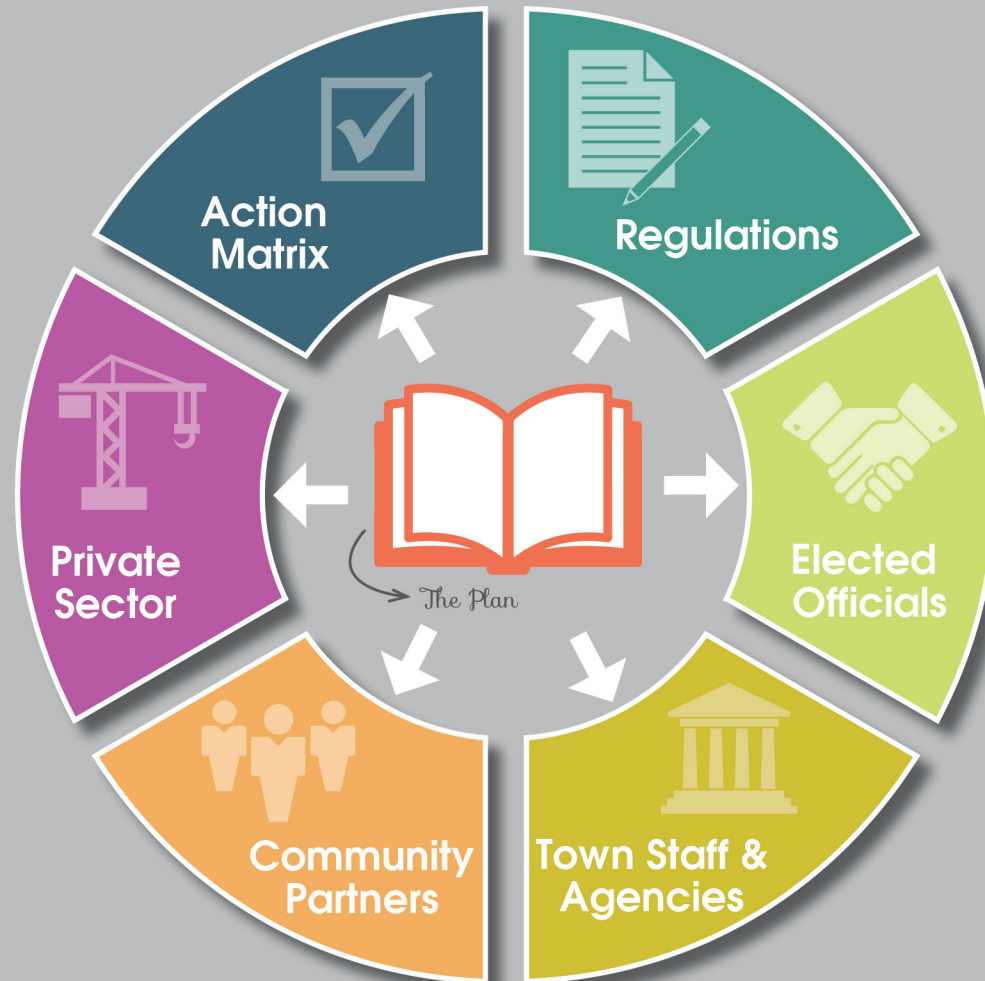 Action
Matrix
Regulations
Private
Sector
Elected
Officials
The Plan
Community
Partners
Town Staff &
Agencies